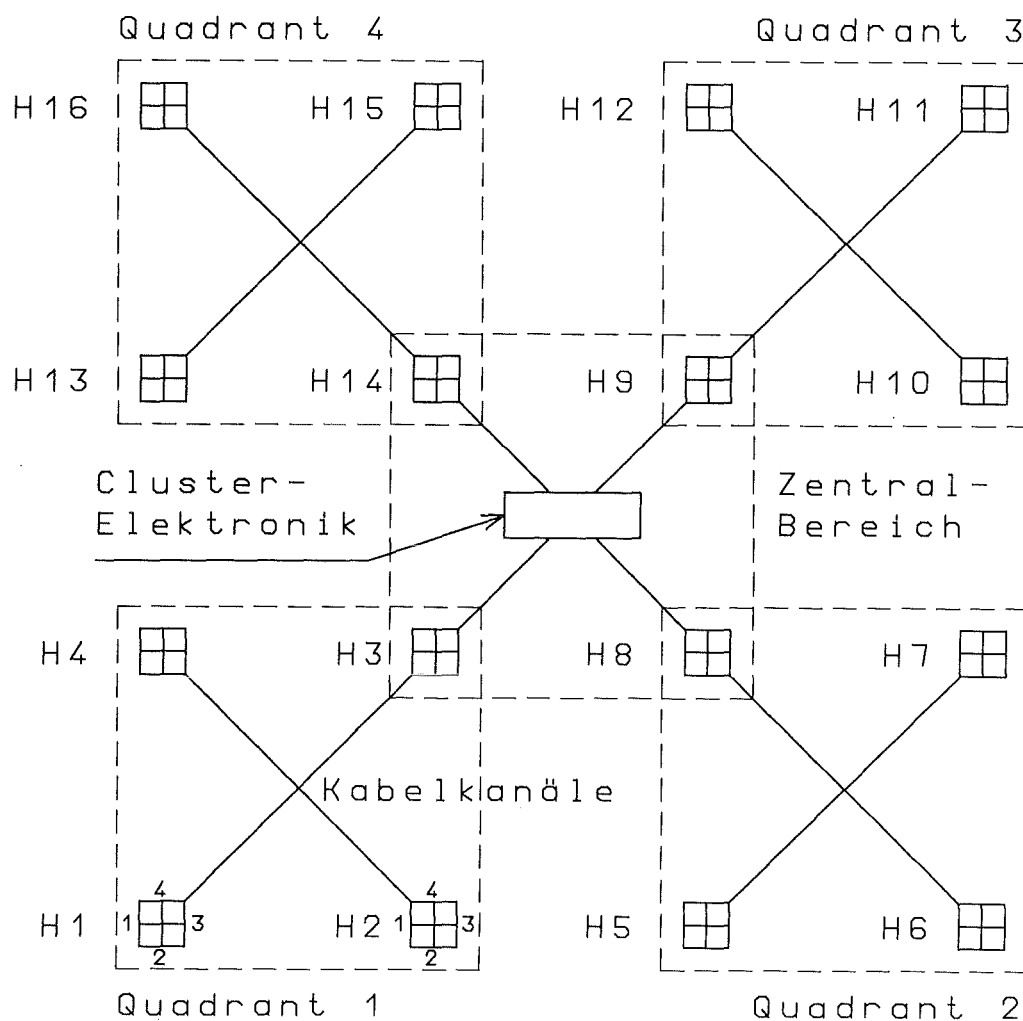 Quadrant 4 Quadrant 3
H16 H15 H12 H11
H13 H14 H9 H10
Cluster-
Elektronik
Zentral-
Bereich
H4 H3 H8 H7
Kabelkanäle
4 4
H1 1 3 H2 1 3 H5 H6
2 2
Quadrant 1 Quadrant 2